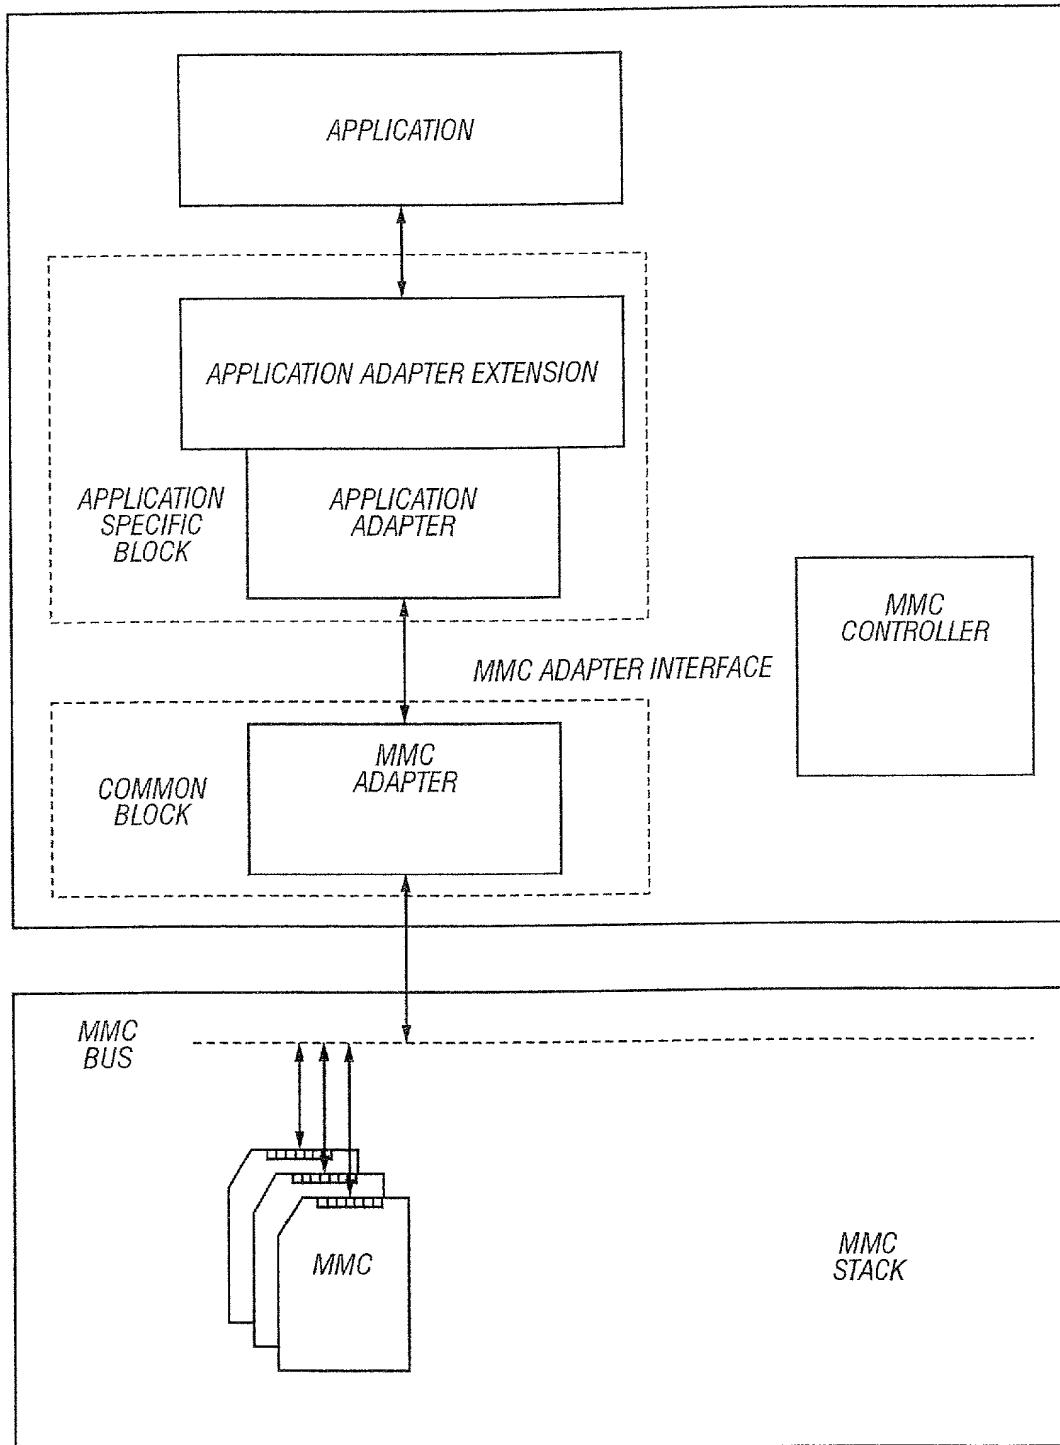 APPLICATION
APPLICATION ADAPTER EXTENSION
APPLICATION
SPECIFIC
BLOCK
APPLICATION
ADAPTER
MMC
CONTROLLER
MMC ADAPTER INTERFACE
COMMON
BLOCK
MMC
ADAPTER
MMC
BUS
MMC
MMC
STACK